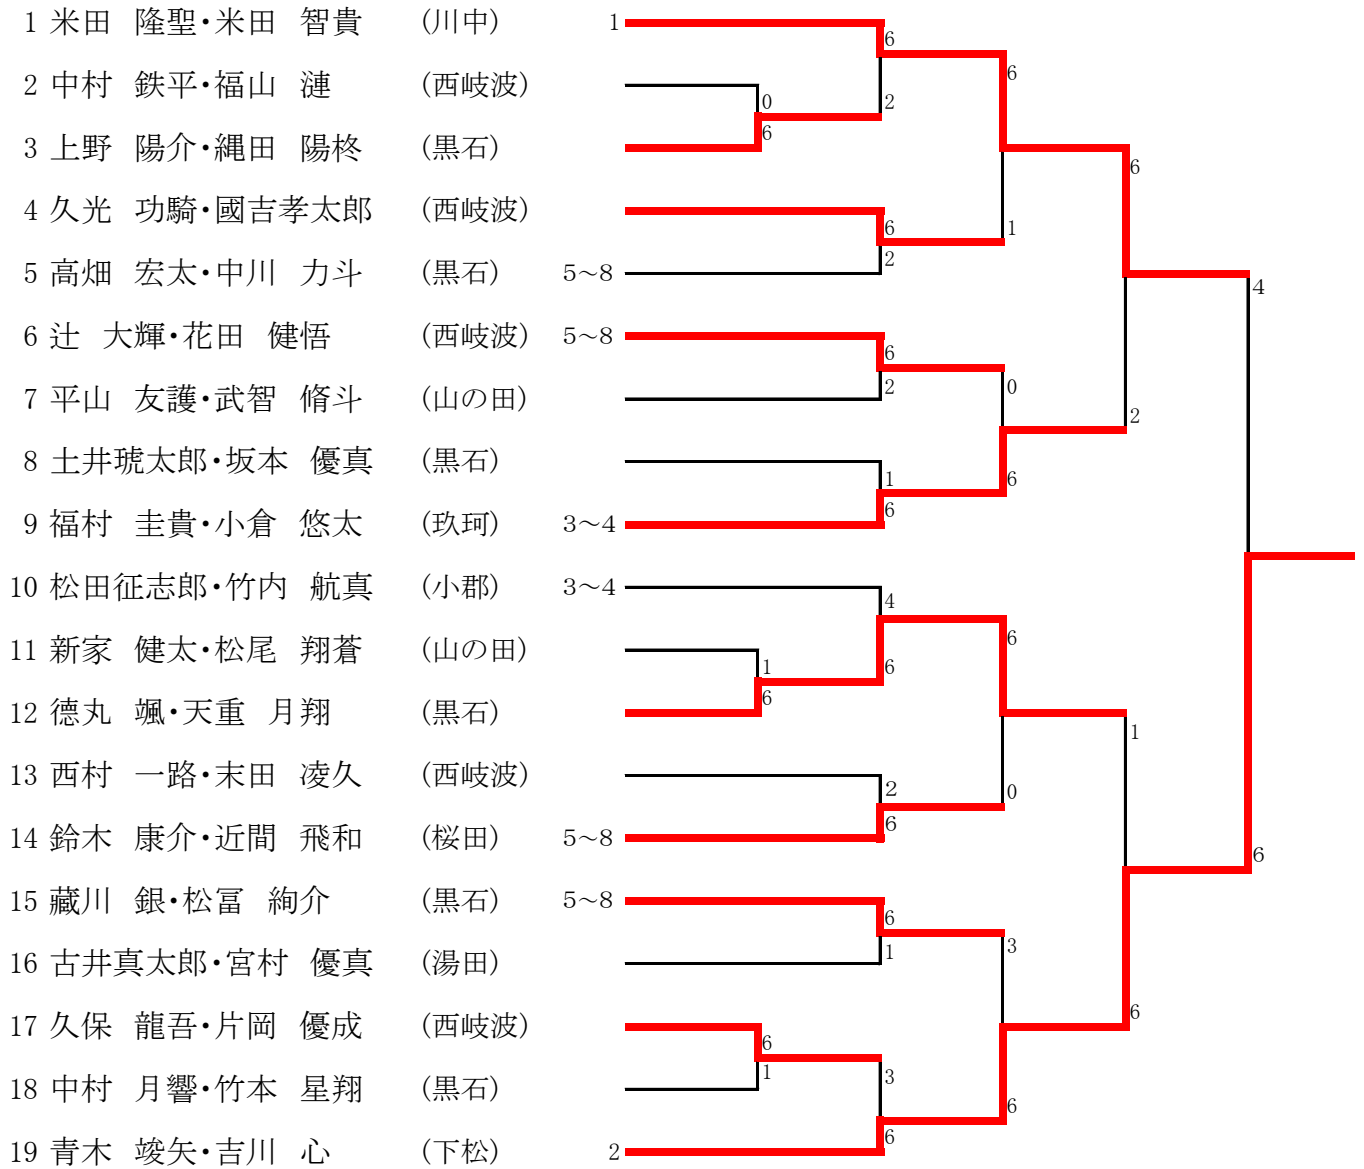 1 米田 隆聖・米田 智貴 (川中) 1
6
2 中村 鉄平・福山 漣 (西岐波)
6
0
2
6
3 上野 陽介・縄田 陽柊 (黒石)
6
4 久光 功騎・國吉孝太郎 (西岐波)
6
1
2
5 高畑 宏太・中川 力斗 (黒石) 5~8
4
6 辻 大輝・花田 健悟 (西岐波) 5~8
6
2
0
7 平山 友護・武智 脩斗 (山の田)
2
8 土井琥太郎・坂本 優真 (黒石)
1
6
6
9 福村 圭貴・小倉 悠太 (玖珂) 3~4
10 松田征志郎・竹内 航真 (小郡) 3~4
4
6
11 新家 健太・松尾 翔蒼 (山の田)
1
6
6
12 德丸 颯・天重 月翔 (黒石)
1
13 西村 一路・末田 凌久 (西岐波)
2
0
6
14 鈴木 康介・近間 飛和 (桜田) 5~8
6
15 藏川 銀・松冨 絢介 (黒石) 5~8
6
3
1
16 古井真太郎・宮村 優真 (湯田)
6
17 久保 龍吾・片岡 優成 (西岐波)
6
1
3
18 中村 月響・竹本 星翔 (黒石)
6
6
19 青木 竣矢・吉川 心 (下松) 2